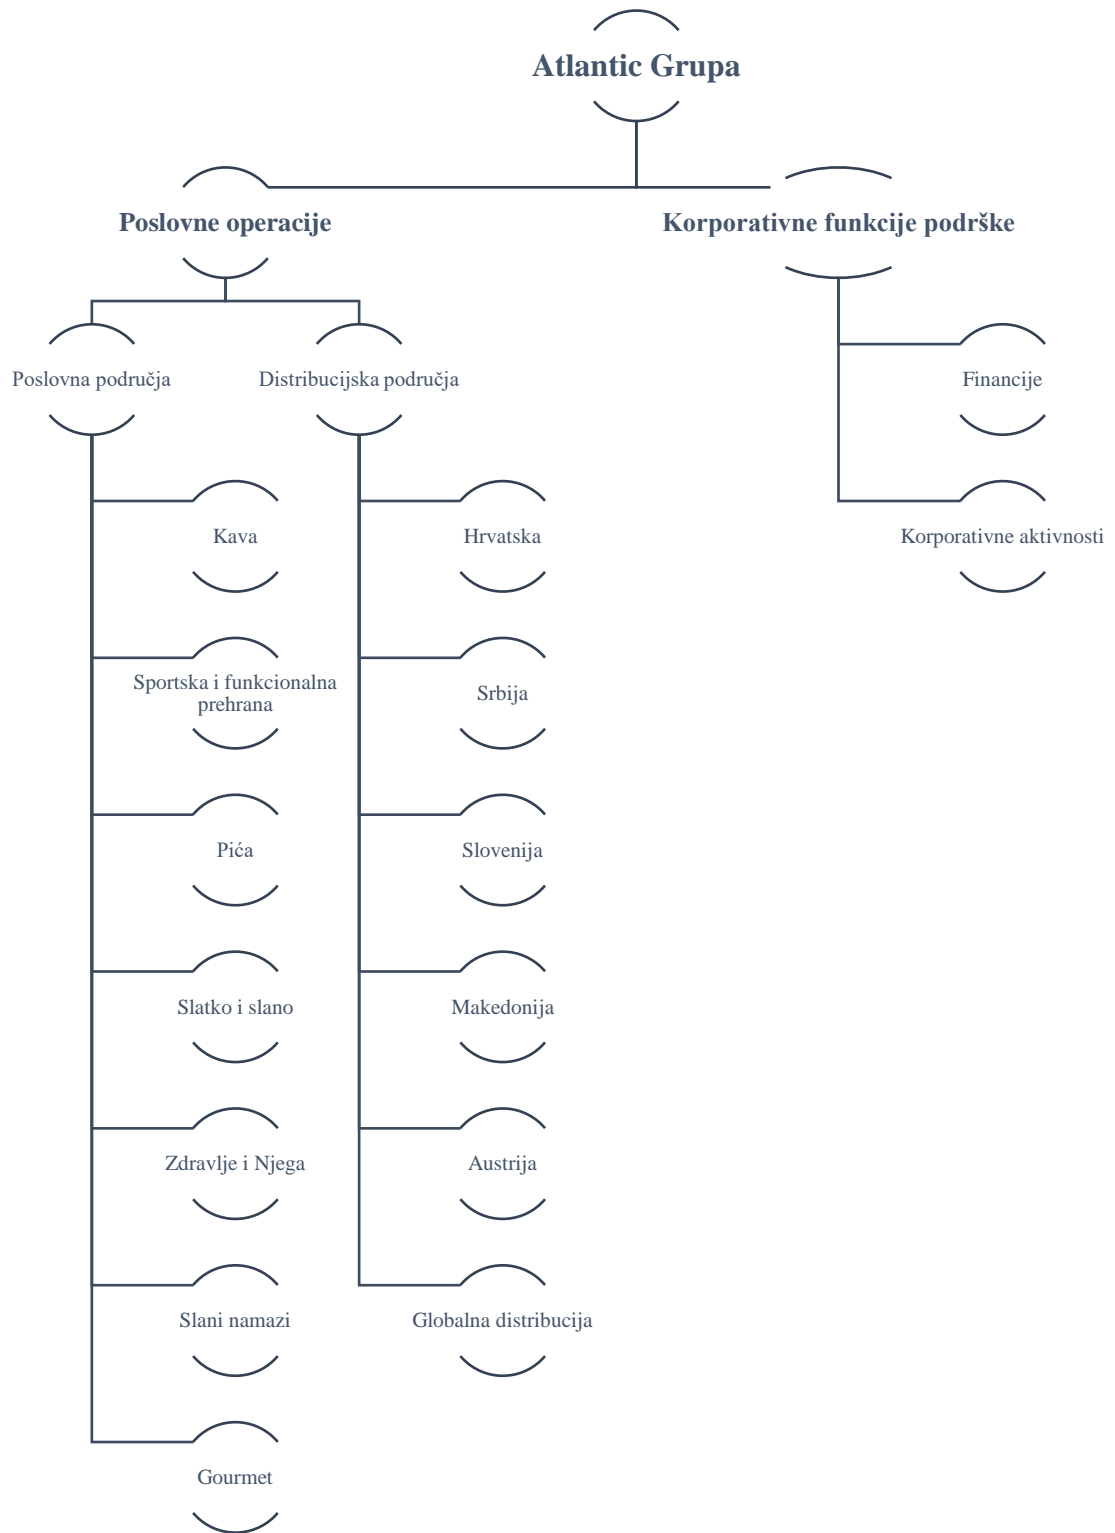 Atlantic Grupa
Poslovne operacije
Korporativne funkcije podrške
Poslovna područja
Distribucijska područja
Financije
Kava
Hrvatska
Korporativne aktivnosti
Sportska i funkcionalna
prehrana
Srbija
Pića
Slovenija
Slatko i slano
Makedonija
Zdravlje i Njega
Austrija
Slani namazi
Globalna distribucija
Gourmet